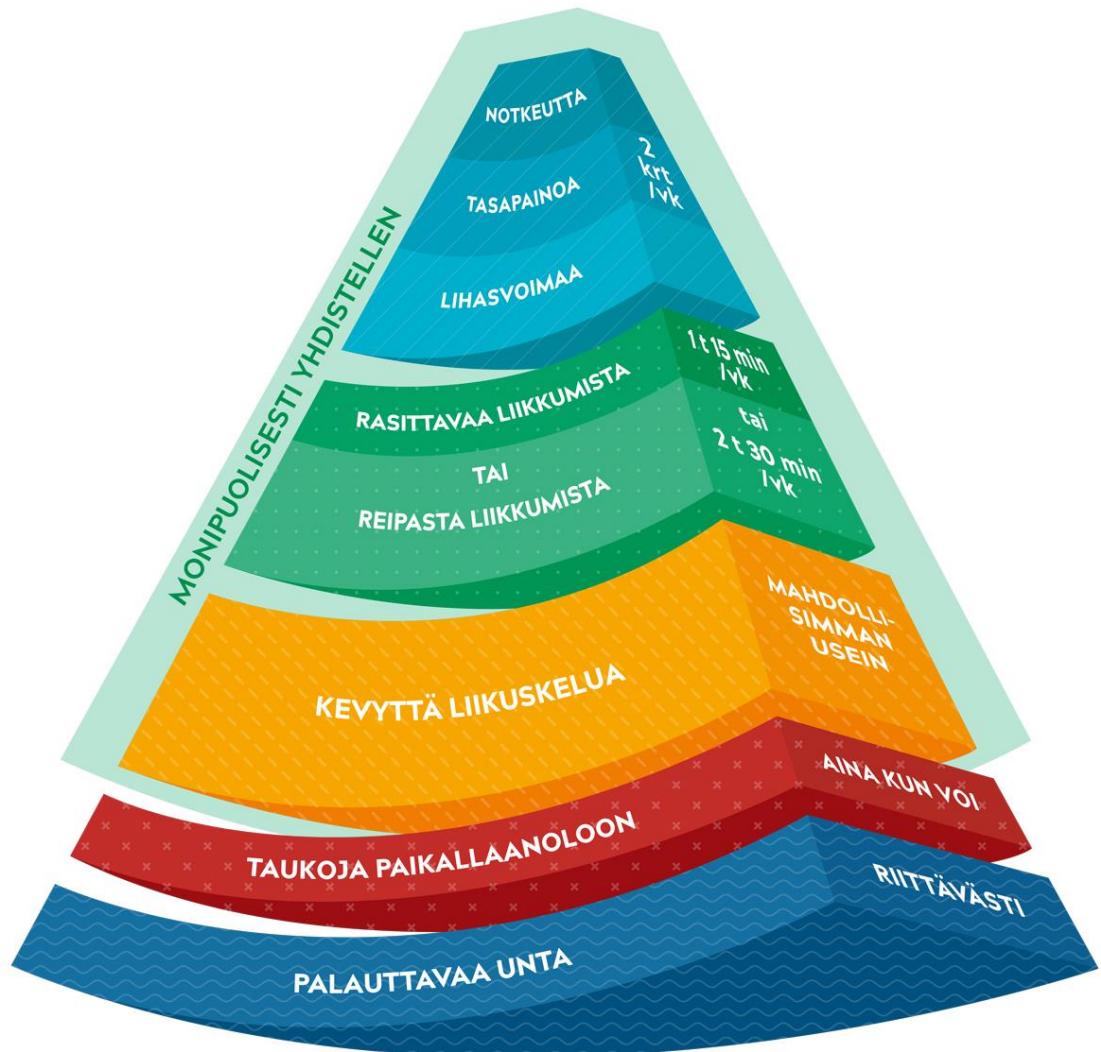 MONIPUOLISESTI YHDISTELLEN
NOTKEUTTA
TASAPAINOA
LIHASVOIMAA
2
krt
/vk
RASITTAVAA LIIKKUMISTA
1 t 15 min
/vk
TAI
REIPASTA LIIKKUMISTA
tai
2 t 30 min
/vk
KEVYTTÄ LIIKUSKELUA
MAHDOLLI-
SIMMAN
USEIN
TAUKOJA PAIKALLAANOLOON
AINA KUN VOI
PALAUTTAVAA UNTA
RIITTÄVÄSTI